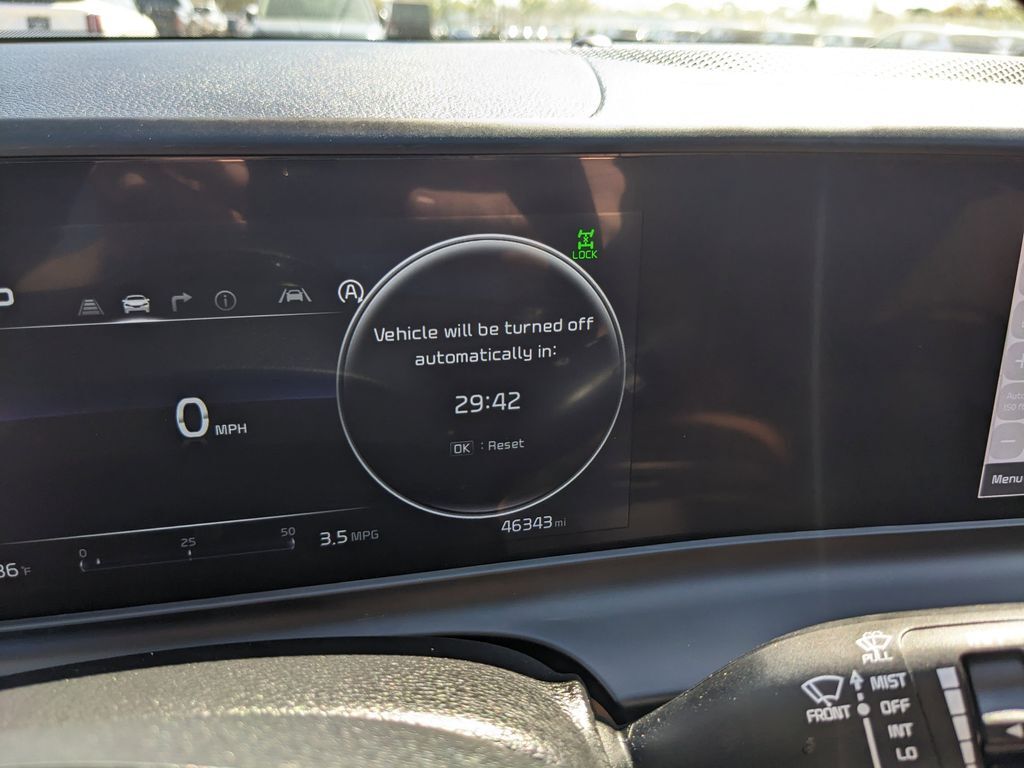 LOCK
A
Vehicle will be turned off
automatically in:
29:42
OK : Reset
0 MPH
0 25 50
3.5 MPG
46343 mi
°F
Menu
PULL
MIST
FRONT OFF
INT
LO